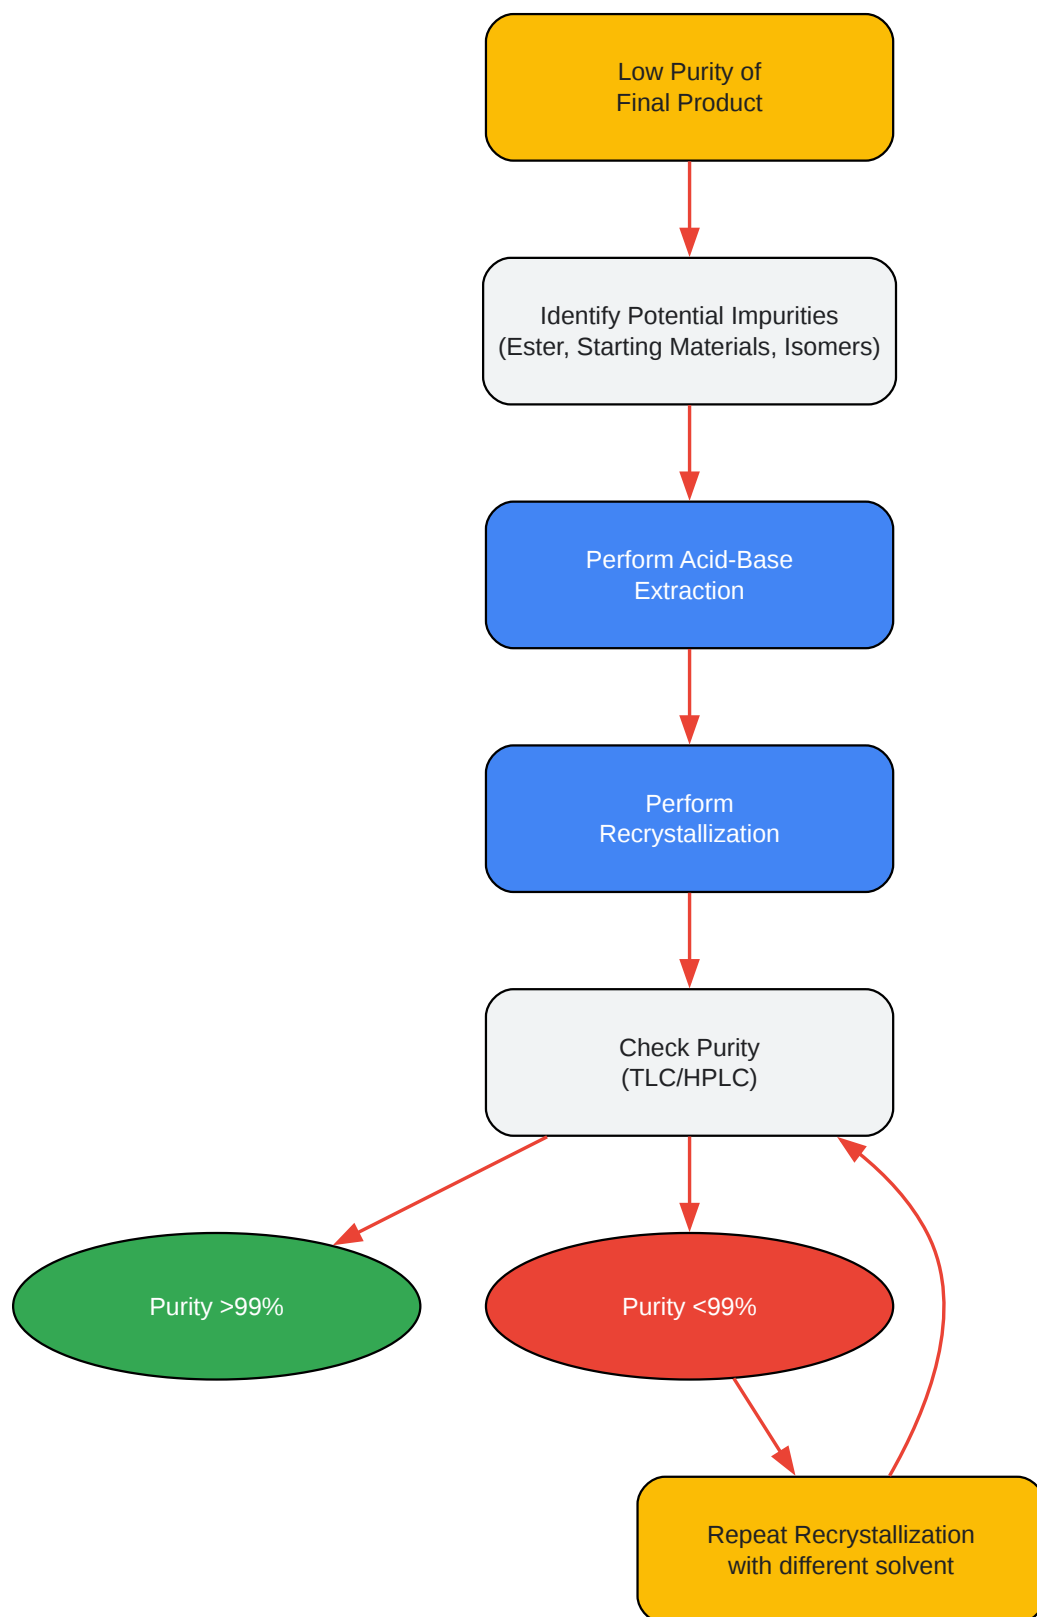 Low Purity of
Final Product
Identify Potential Impurities
(Ester, Starting Materials, Isomers)
Perform Acid-Base
Extraction
Perform
Recrystallization
Check Purity
(TLC/HPLC)
Purity >99%
Purity <99%
Repeat Recrystallization
with different solvent